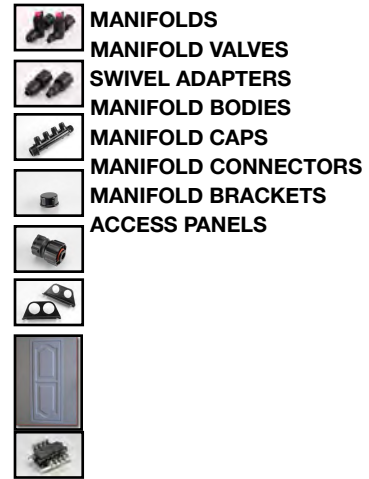 MANIFOLDS
MANIFOLD VALVES
SWIVEL ADAPTERS
MANIFOLD BODIES
MANIFOLD CAPS
MANIFOLD CONNECTORS
MANIFOLD BRACKETS
ACCESS PANELS